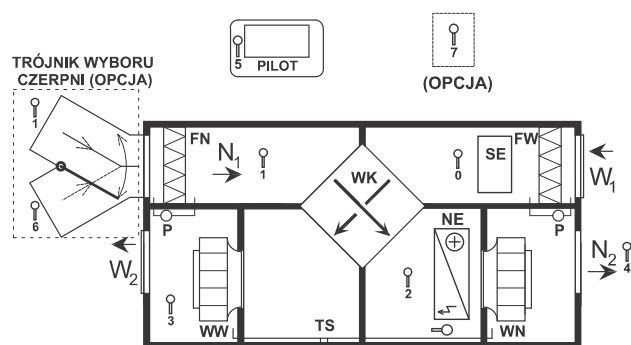 5
PILOT
7
(OPCJA)
TRÓJNIK WYBORU
CZERPNI (OPCJA)
1
6
FN
N1
1
WK
0
SE
FW
W1
P
W2
3
WW
TS
2
NE
P
WN
N2
4